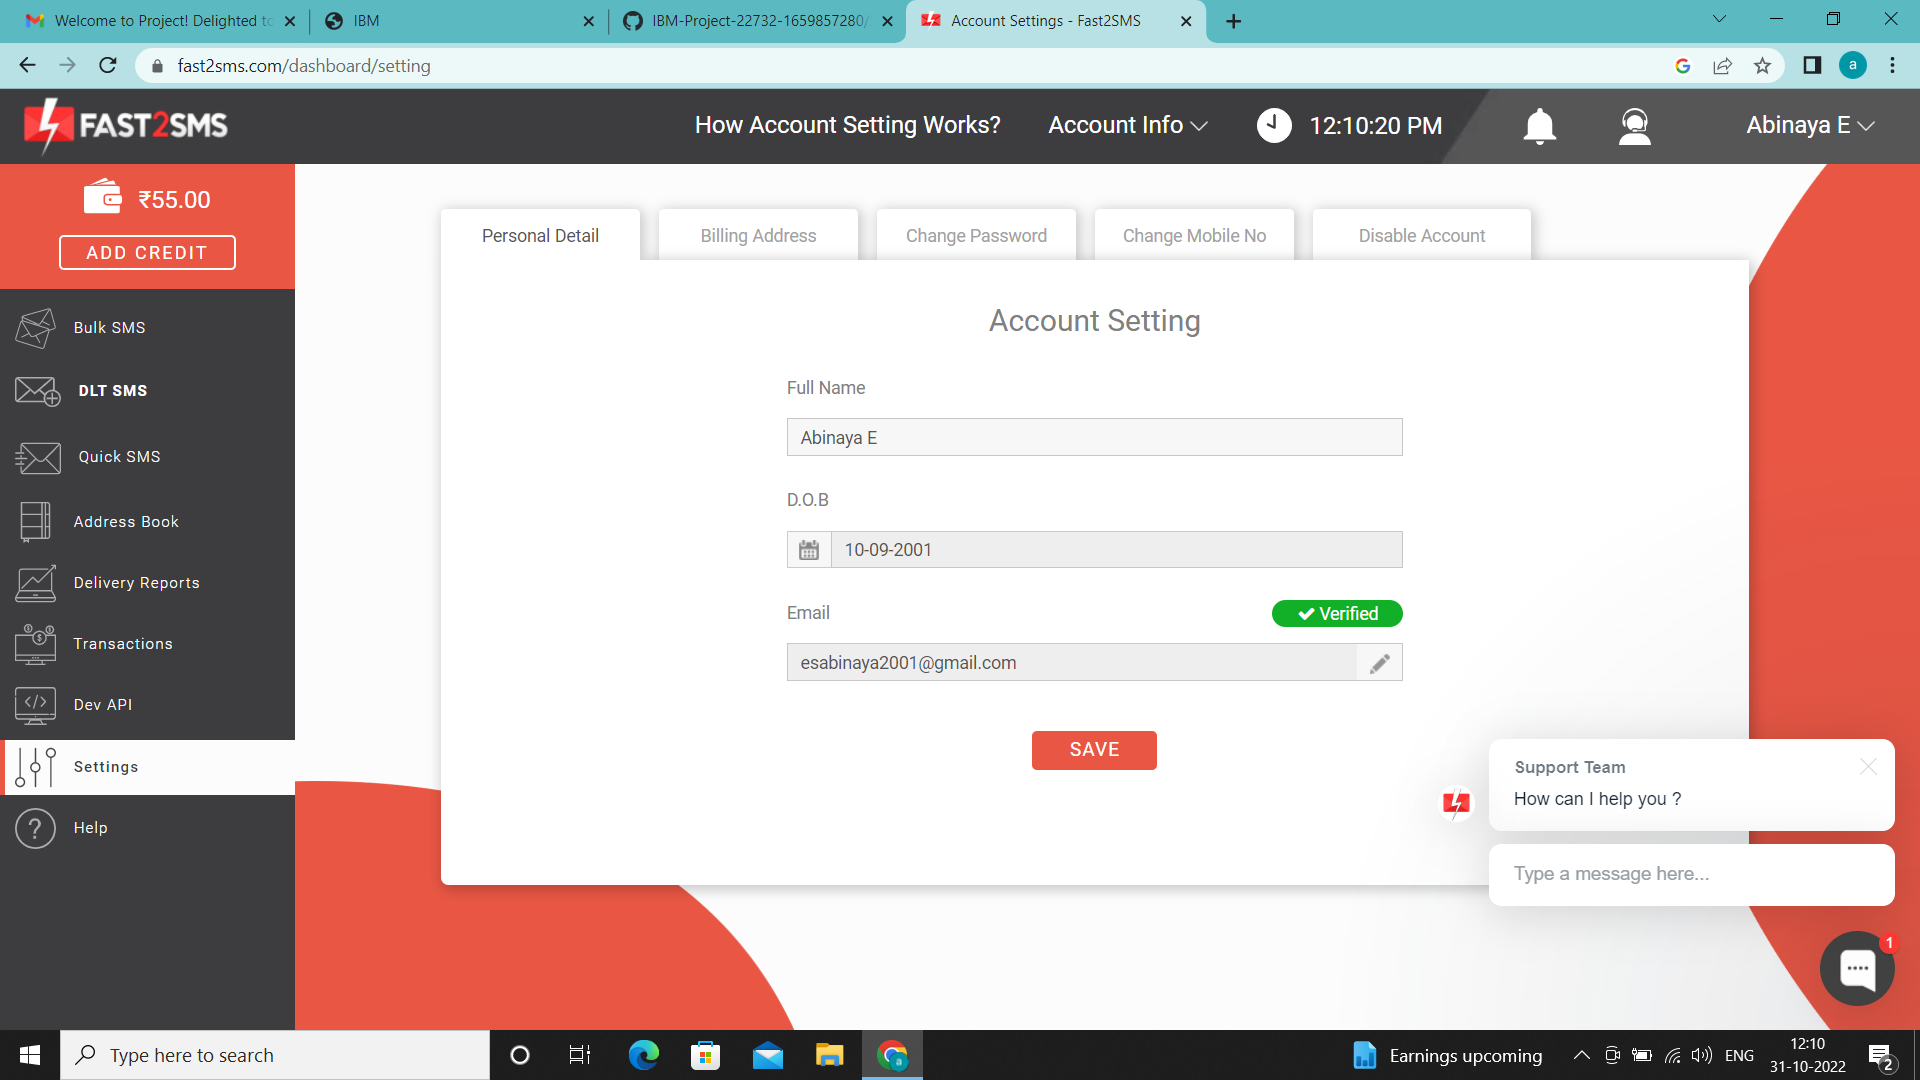 Welcome to Project! Delighted to
IBM
IBM-Project-22732-1659857280/
Account Settings - Fast2SMS
fast2sms.com/dashboard/setting
a
FAST2SMS
How Account Setting Works?
Account Info
12:10:20 PM
Abinaya E
₹55.00
ADD CREDIT
Bulk SMS
DLT SMS
Quick SMS
Address Book
Delivery Reports
Transactions
Dev API
Settings
Help
Personal Detail
Billing Address
Change Password
Change Mobile No
Disable Account
Account Setting
Full Name
Abinaya E
D.O.B
10-09-2001
Email
Verified
esabinaya2001@gmail.com
SAVE
Support Team
How can I help you ?
Type a message here...
1
Type here to search
Earnings upcoming
ENG
12:10
31-10-2022
2